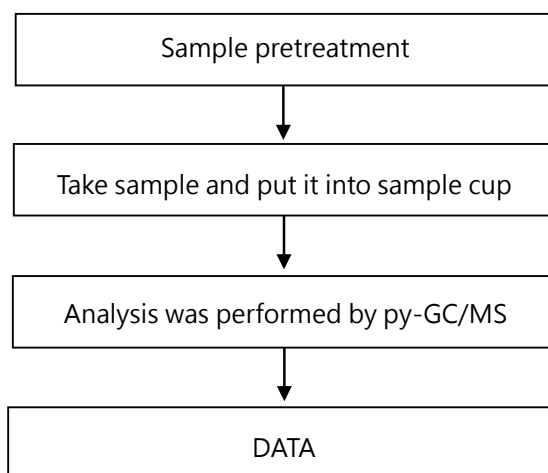 Sample pretreatment
Take sample and put it into sample cup
Analysis was performed by py-GC/MS
DATA